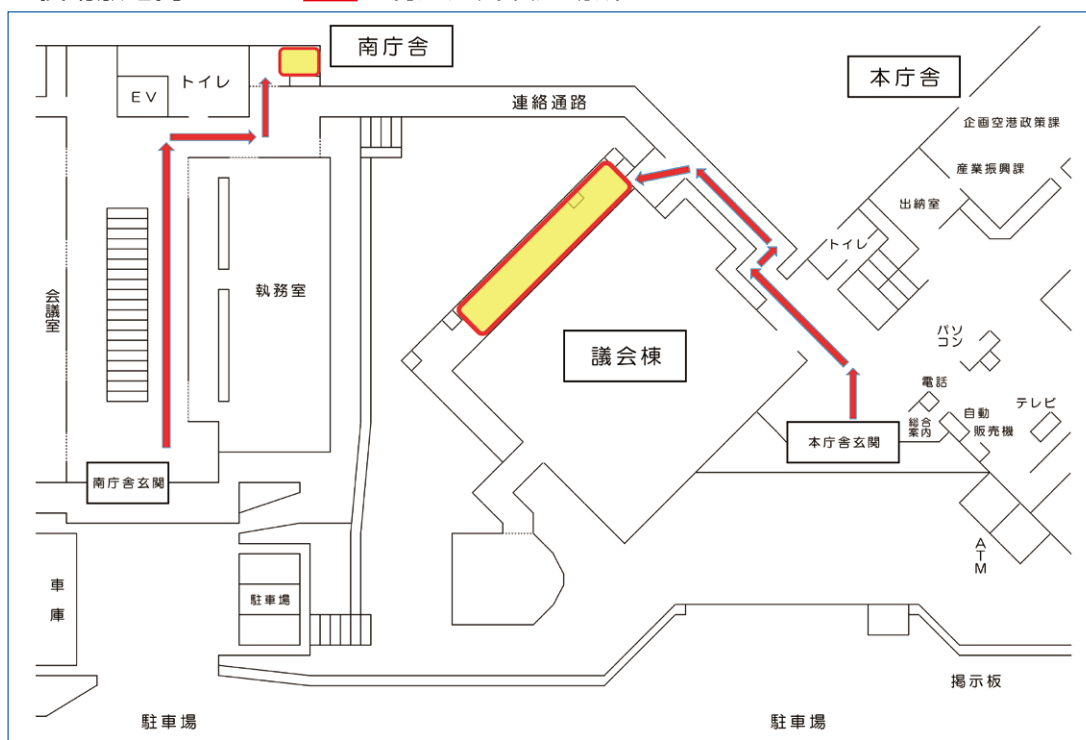 南庁舎
本庁舎
トイレ
EV
連絡通路
企画空港政策課
産業振興課
出納室
トイレ
会議室
執務室
議会棟
パソ
コン
電話
自動
販売機
テレビ
総合
案内
本庁舎玄関
南庁舎玄関
ATM
車庫
駐車場
掲示板
駐車場
駐車場